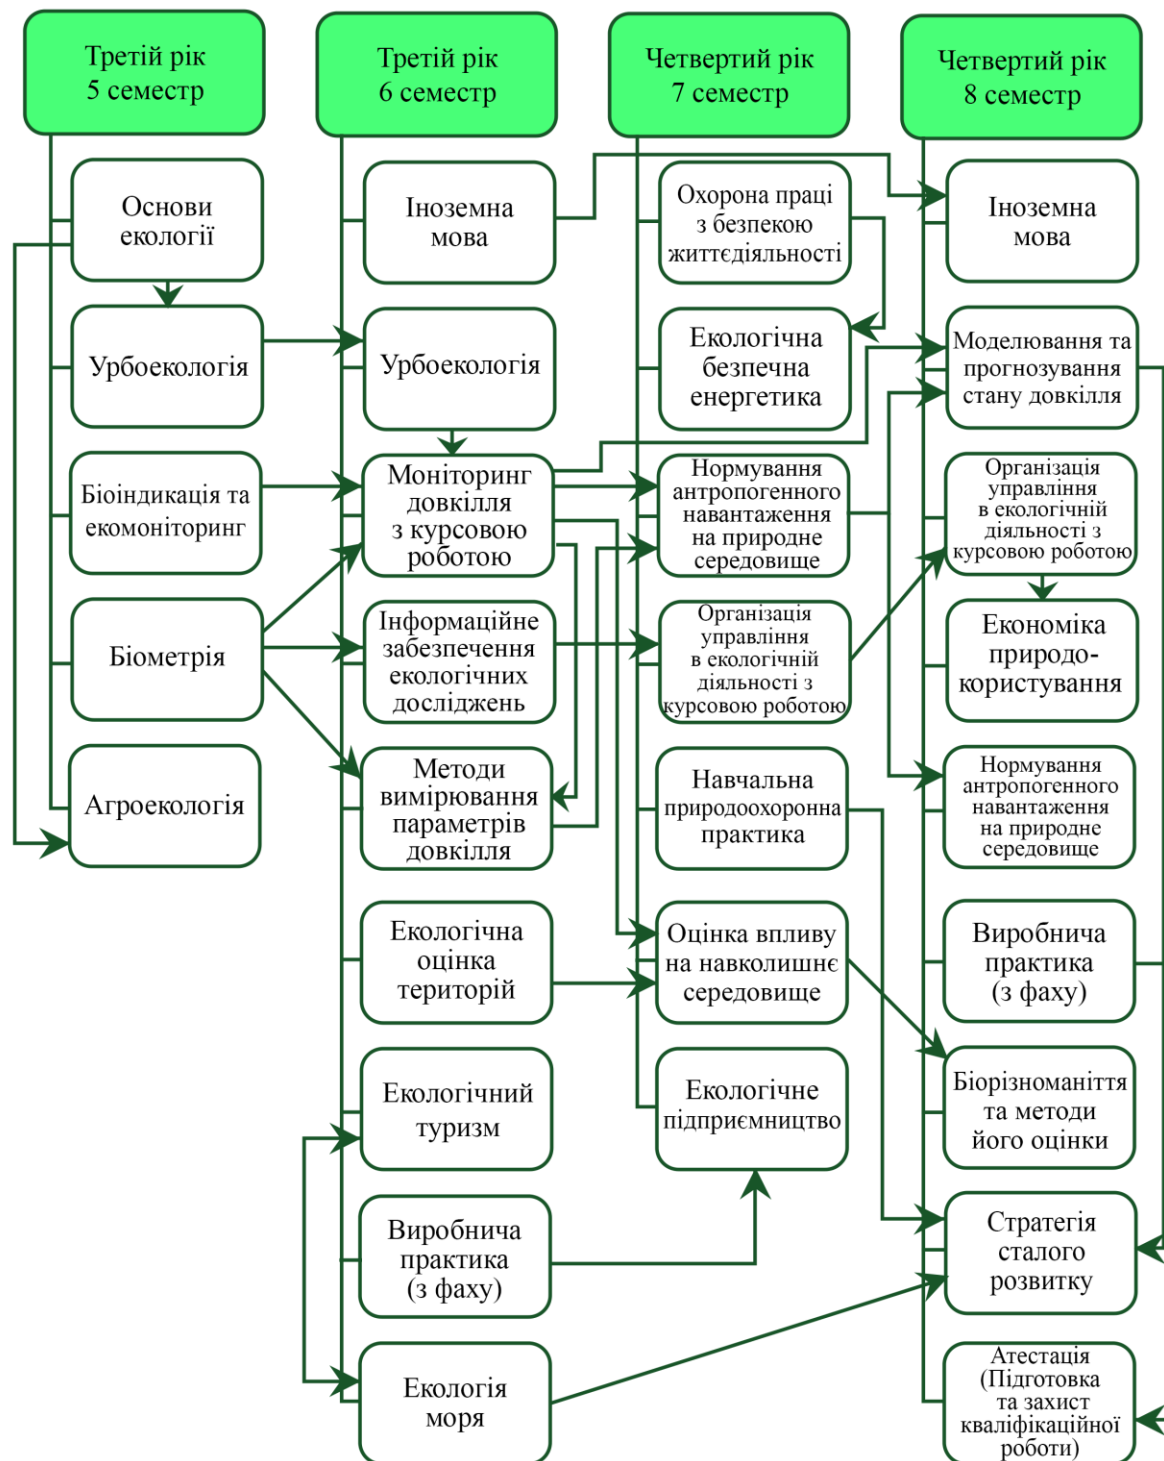 Третій рік
5 семестр
Основи
екології
Урбоекологія
Біоіндикація та
екомоніторинг
Біометрія
Агроекологія
Третій рік
6 семестр
Іноземна
мова
Урбоекологія
Моніторинг
довкілля
з курсовою
роботою
Інформаційне
забезпечення
екологічних
досліджень
Методи
вимірювання
параметрів
довкілля
Екологічна
оцінка
територій
Екологічний
туризм
Виробнича
практика
(з фаху)
Екологія
моря
Четвертий рік
7 семестр
Охорона праці
з безпекою
життєдіяльності
Екологічна
безпечна
енергетика
Нормування
антропогенного
навантаження
на природне
середовище
Організація
управління
в екологічній
діяльності з
курсовою роботою
Навчальна
природоохоронна
практика
Оцінка впливу
на навколишнє
середовище
Екологічне
підприємництво
Четвертий рік
8 семестр
Іноземна
мова
Моделювання та
прогнозування
стану довкілля
Організація
управління
в екологічній
діяльності з
курсовою роботою
Економіка
природо-
користування
Нормування
антропогенного
навантаження
на природне
середовище
Виробнича
практика
(з фаху)
Біорізноманіття
та методи
його оцінки
Стратегія
сталого
розвитку
Атестація
(Підготовка
та захист
кваліфікаційної
роботи)